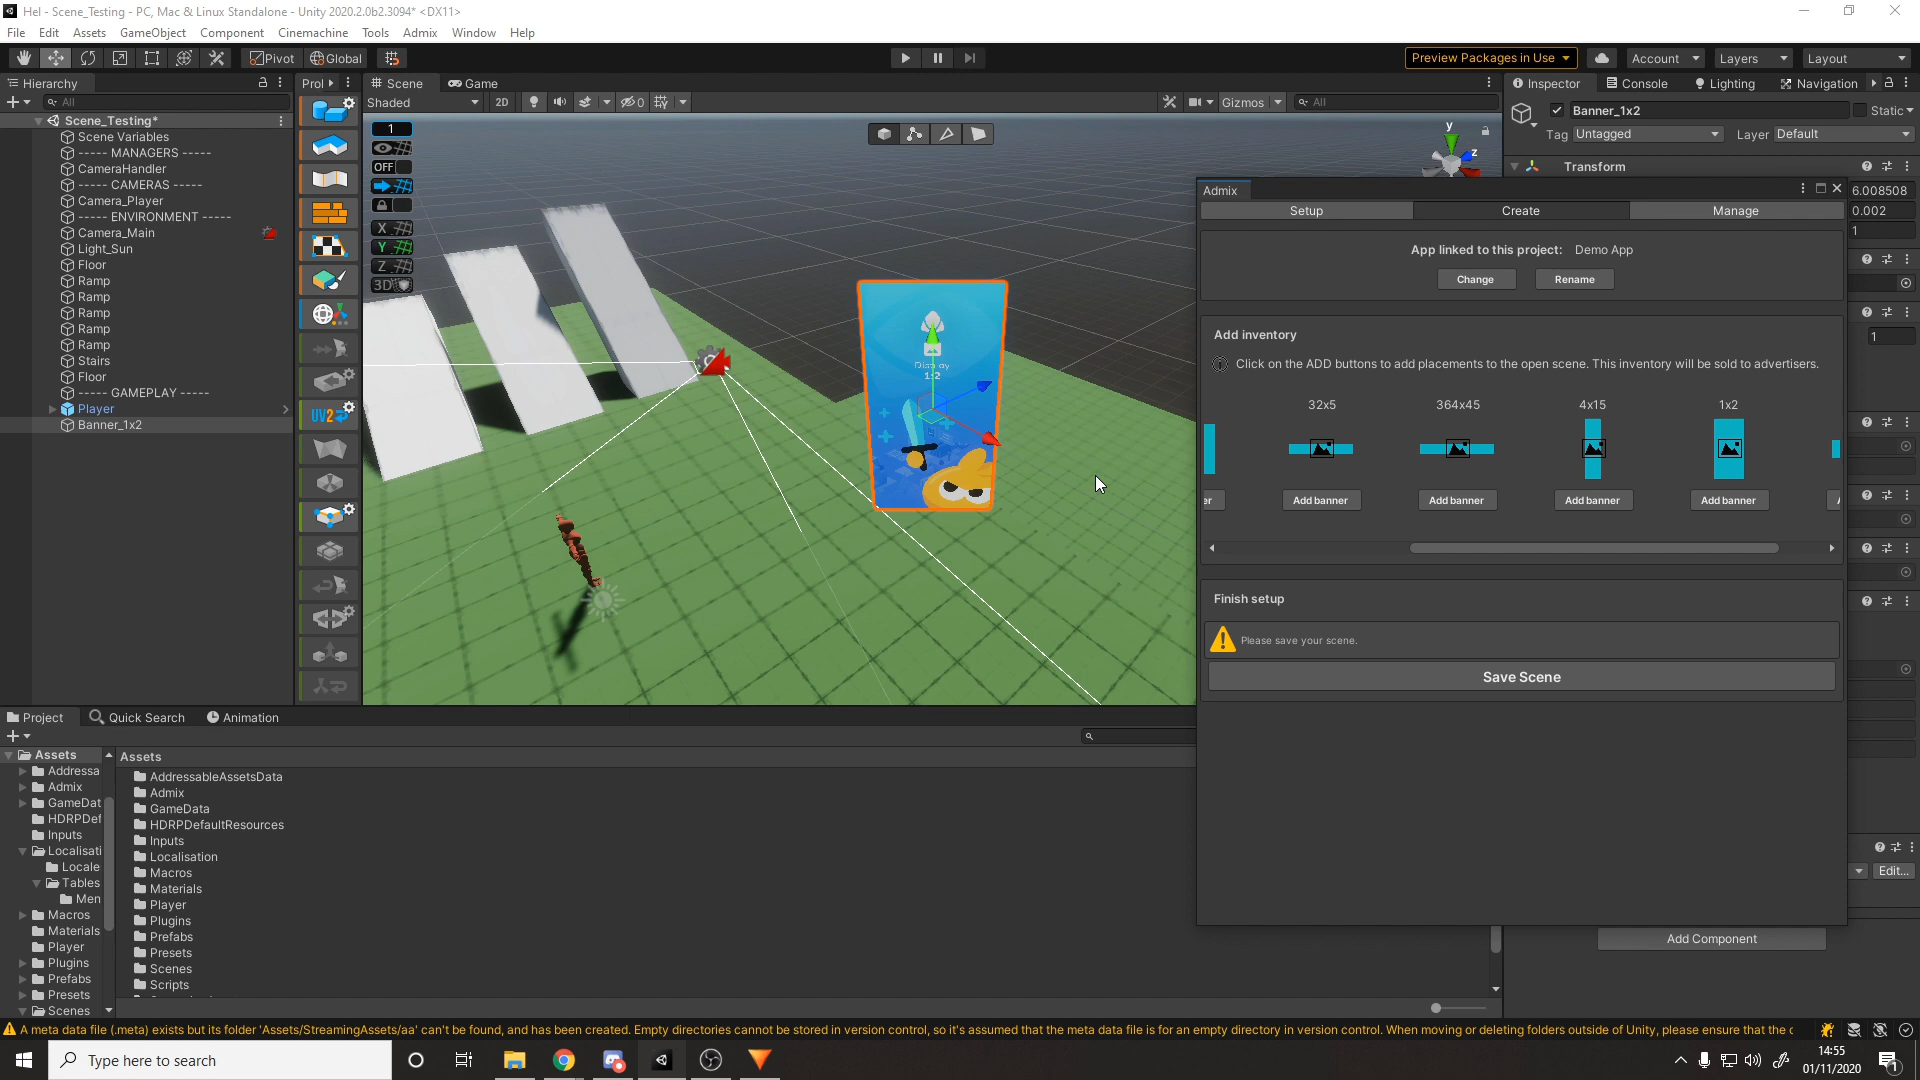 Hel - Scene_Testing - PC, Mac & Linux Standalone - Unity 2020.2.0b2.3094* <DX11>
File Edit Assets GameObject Component Cinemachine Tools Admix Window Help
Pivot Global Preview Packages in Use Account Layers Layout
Hierarchy
All
Scene_Testing*
Scene Variables
----- MANAGERS -----
CameraHandler
----- CAMERAS -----
Camera_Player
----- ENVIRONMENT -----
Camera_Main
Light_Sun
Floor
Ramp
Ramp
Ramp
Ramp
Ramp
Stairs
Floor
----- GAMEPLAY -----
Player
Banner_1x2
Prol
UV2
Scene Game
Shaded 2D 0 Gizmos All
1
OFF
X
Y
Z
3D
y
z
Display
1:2
Inspector Console Lighting Navigation
Banner_1x2 Static
Tag Untagged Layer Default
Transform
6.008508
0.002
1
1
Edit...
Add Component
Admix
Setup Create Manage
App linked to this project: Demo App
Change Rename
Add inventory
Click on the ADD buttons to add placements to the open scene. This inventory will be sold to advertisers.
32x5 364x45 4x15 1x2
er Add banner Add banner Add banner Add banner
Finish setup
Please save your scene.
Save Scene
Project Quick Search Animation
Assets
Addressa
Admix
GameDat
HDRPDef
Inputs
Localisati
Locale
Tables
Men
Macros
Materials
Player
Plugins
Prefabs
Presets
Scenes
Assets
AddressableAssetsData
Admix
GameData
HDRPDefaultResources
Inputs
Localisation
Macros
Materials
Player
Plugins
Prefabs
Presets
Scenes
Scripts
A meta data file (.meta) exists but its folder 'Assets/StreamingAssets/aa' can't be found, and has been created. Empty directories cannot be stored in version control, so it's assumed that the meta data file is for an empty directory in version control. When moving or deleting folders outside of Unity, please ensure that the c
Type here to search
14:55
01/11/2020
1